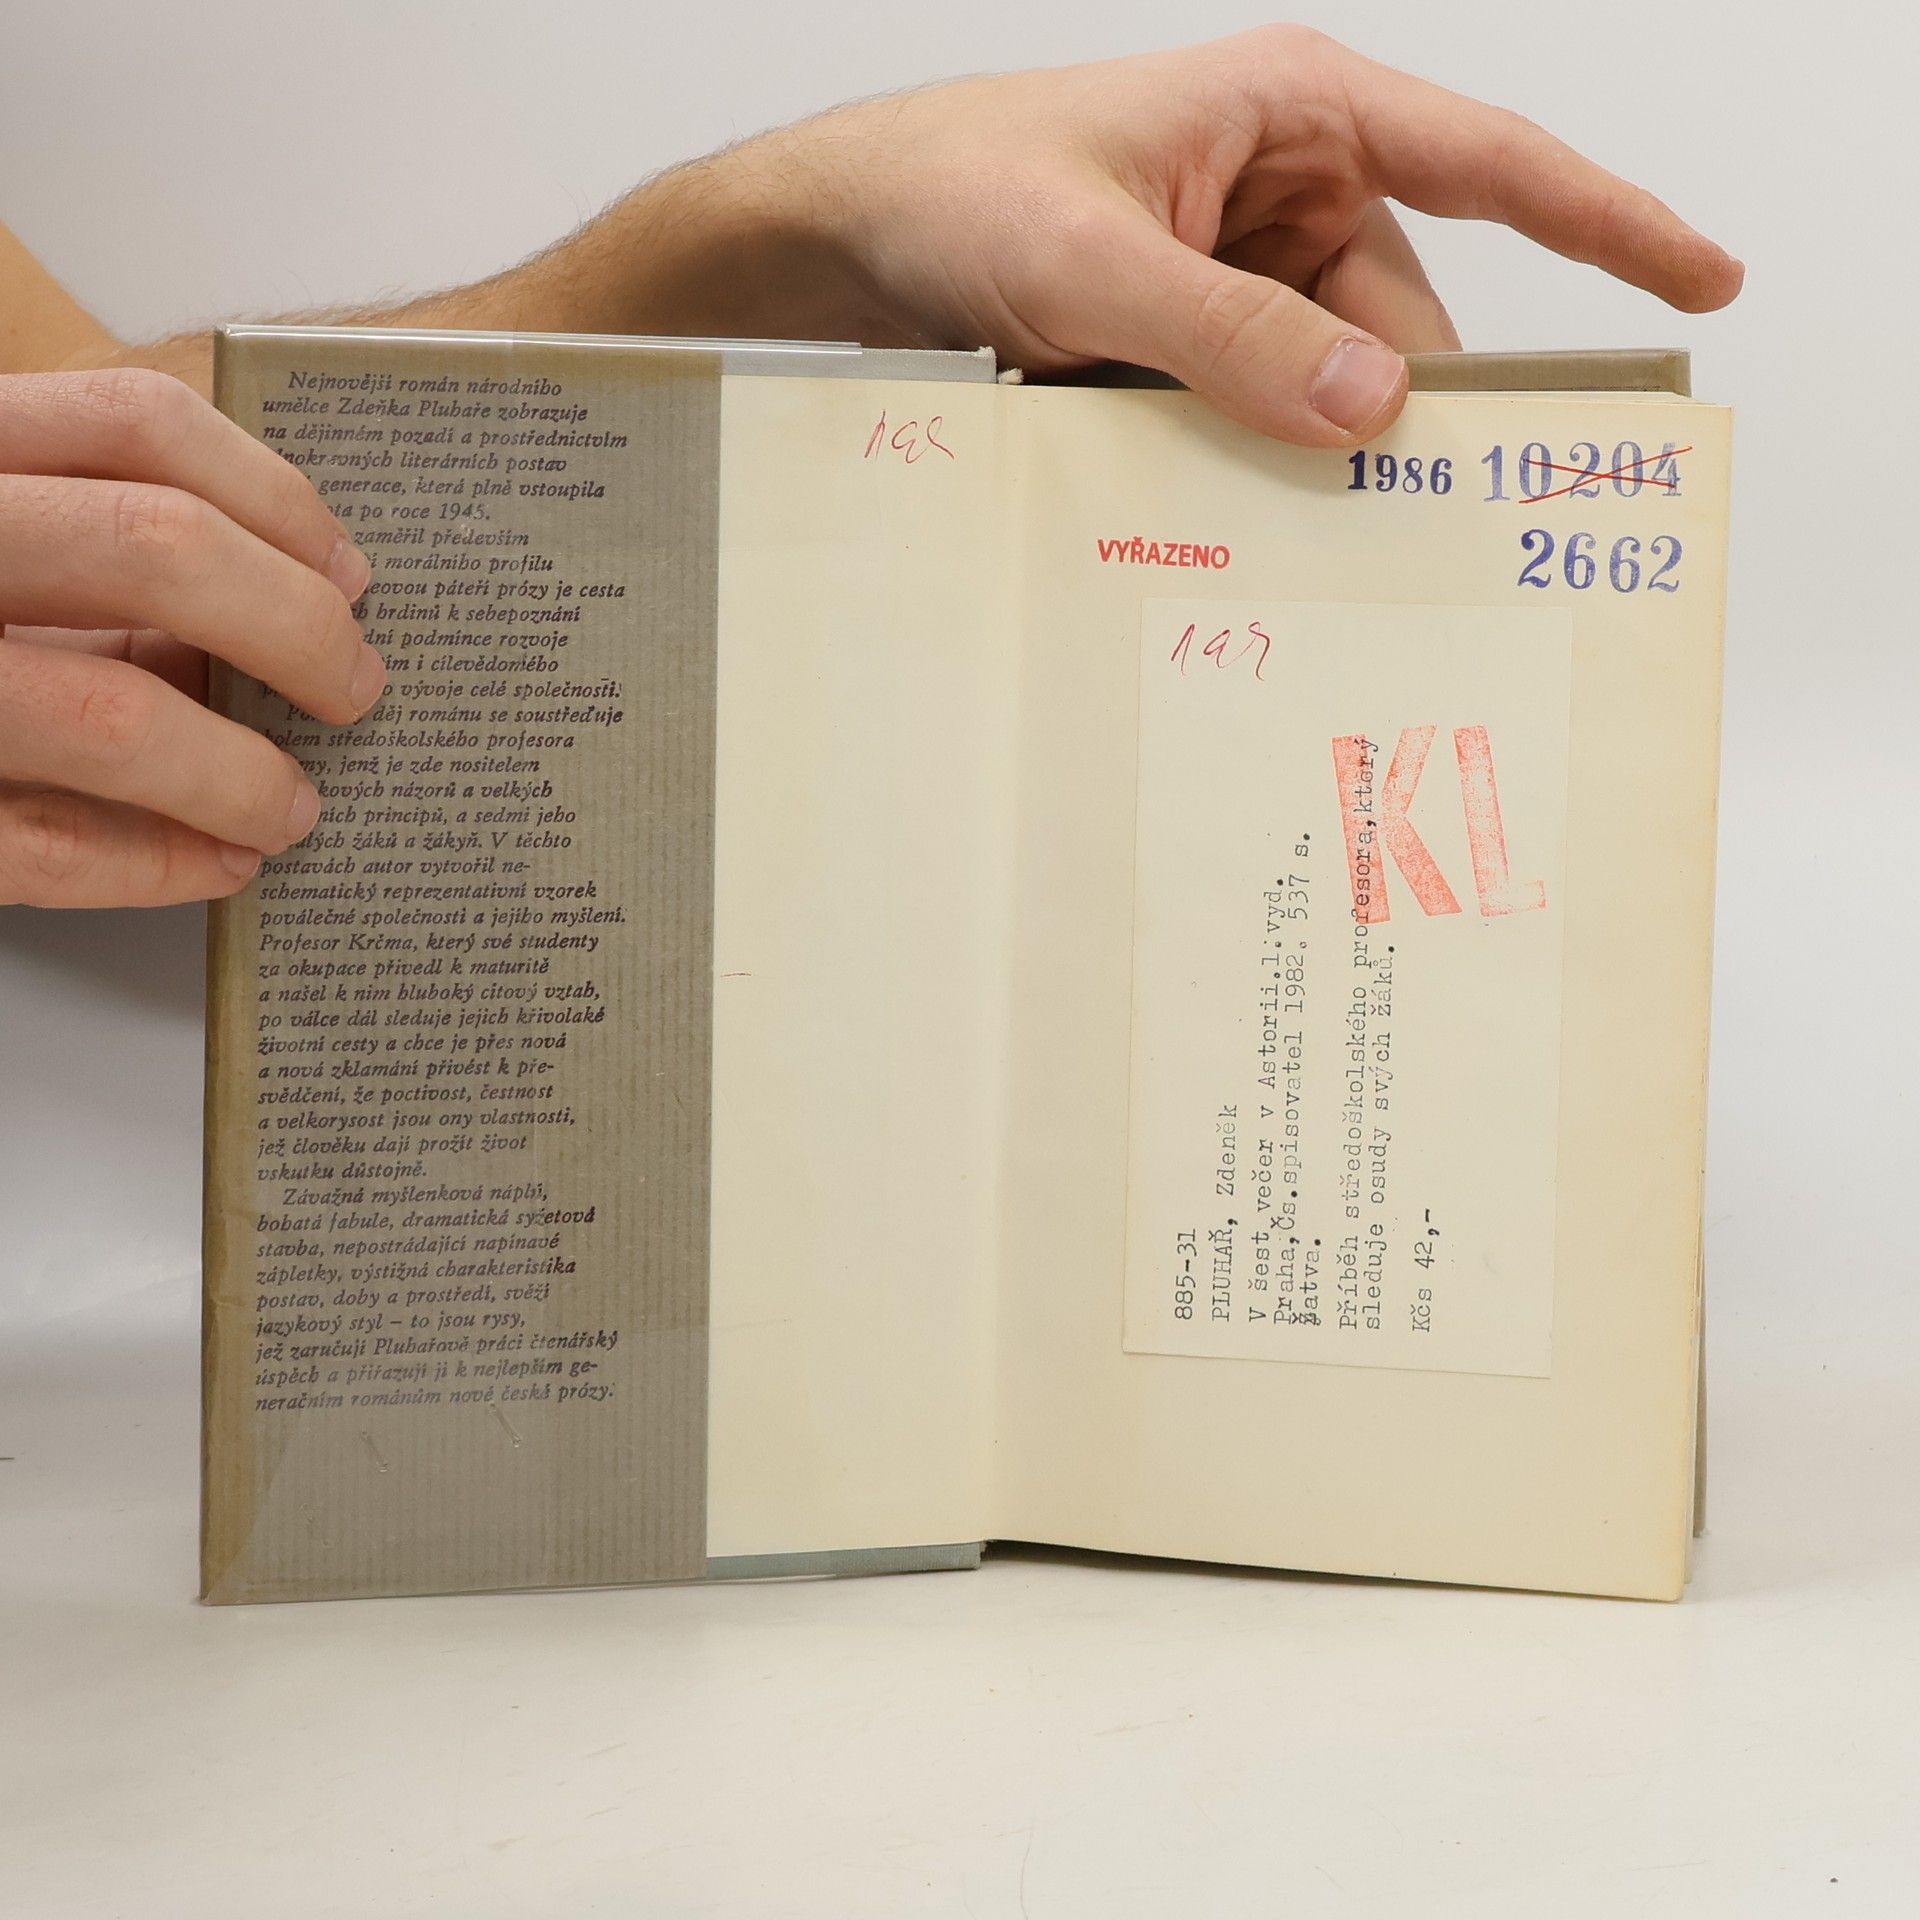 Nejnovější román národního
umělce Zdeňka Pluhaře zobrazuje
na dějinném pozadí a prostřednictvím
literárních postav
generace, která plně vstoupila
po roce 1945.
zaměřil především
morálního profilu
páteří prózy je cesta
hrdinů k sebepoznání
podmínce rozvoje
i cílevědomého
vývoje celé společnosti.
děj románu se soustřeďuje
kolem středoškolského profesora
jenž je zde nositelem
názorů a velkých
principů, a sedmi jeho
žáků a žákyň. V těchto
postavách autor vytvořil ne-
schematický reprezentativní vzorek
poválečné společnosti a jejího myšlení.
Profesor Krčma, který své studenty
za okupace přivedl k maturitě
a našel k nim hluboký citový vztah,
po válce dál sleduje jejich křivolaké
životní cesty a chce je přes nová
a nová zklamání přivést k pře-
svědčení, že poctivost, čestnost
a velkorysost jsou ony vlastnosti,
jež člověku dají prožít život
vskutku důstojně.
Závažná myšlenková náplň,
bohatá fabule, dramatická syžetová
stavba, nepostrádající napínavé
zápletky, výstižná charakteristika
postav, doby a prostředí, svěží
jazykový styl – to jsou rysy,
jež zaručují Pluhařově práci čtenářský
úspěch a přiřazují ji k nejlepším ge-
neračním románům nové české prózy.
1986 10204
2662
VYŘAZENO
KL
885-31
PLUHAŘ, Zdeněk
V šest večer v Astorii.1.vyd.
Praha,Čs.spisovatel 1982. 537 s.
Žatva.
Příběh středoškolského profesora,který
sleduje osudy svých žáků.
Kčs 42,-